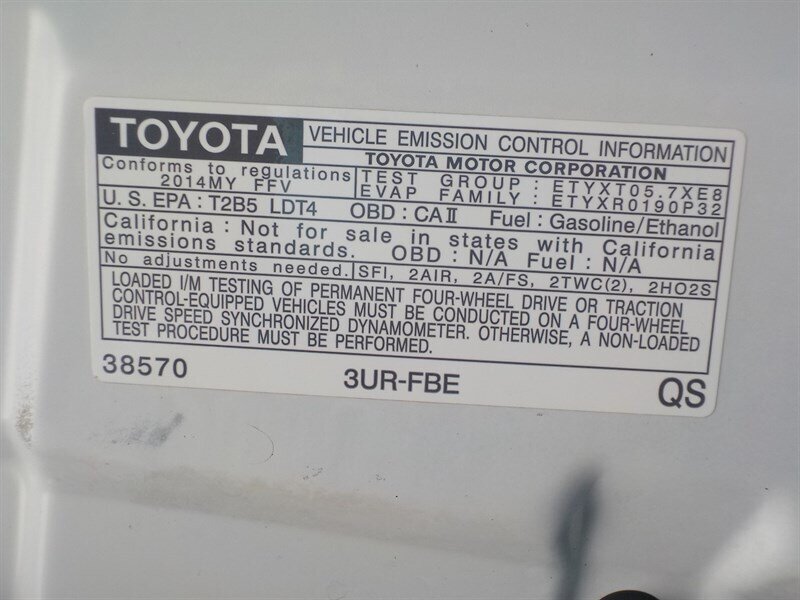 TOYOTA VEHICLE EMISSION CONTROL INFORMATION
TOYOTA MOTOR CORPORATION
Conforms to regulations
2014MY FFV
TEST GROUP : ETYXT05.7XE8
EVAP FAMILY : ETYXR0190P32
U.S. EPA : T2B5 LDT4 OBD : CAⅡ Fuel : Gasoline/Ethanol
California : Not for sale in states with California
emissions standards. OBD : N/A Fuel : N/A
No adjustments needed. SFI, 2AIR, 2A/FS, 2TWC(2), 2HO2S
LOADED I/M TESTING OF PERMANENT FOUR-WHEEL DRIVE OR TRACTION
CONTROL-EQUIPPED VEHICLES MUST BE CONDUCTED ON A FOUR-WHEEL
DRIVE SPEED SYNCHRONIZED DYNAMOMETER. OTHERWISE, A NON-LOADED
TEST PROCEDURE MUST BE PERFORMED.
38570 3UR-FBE QS